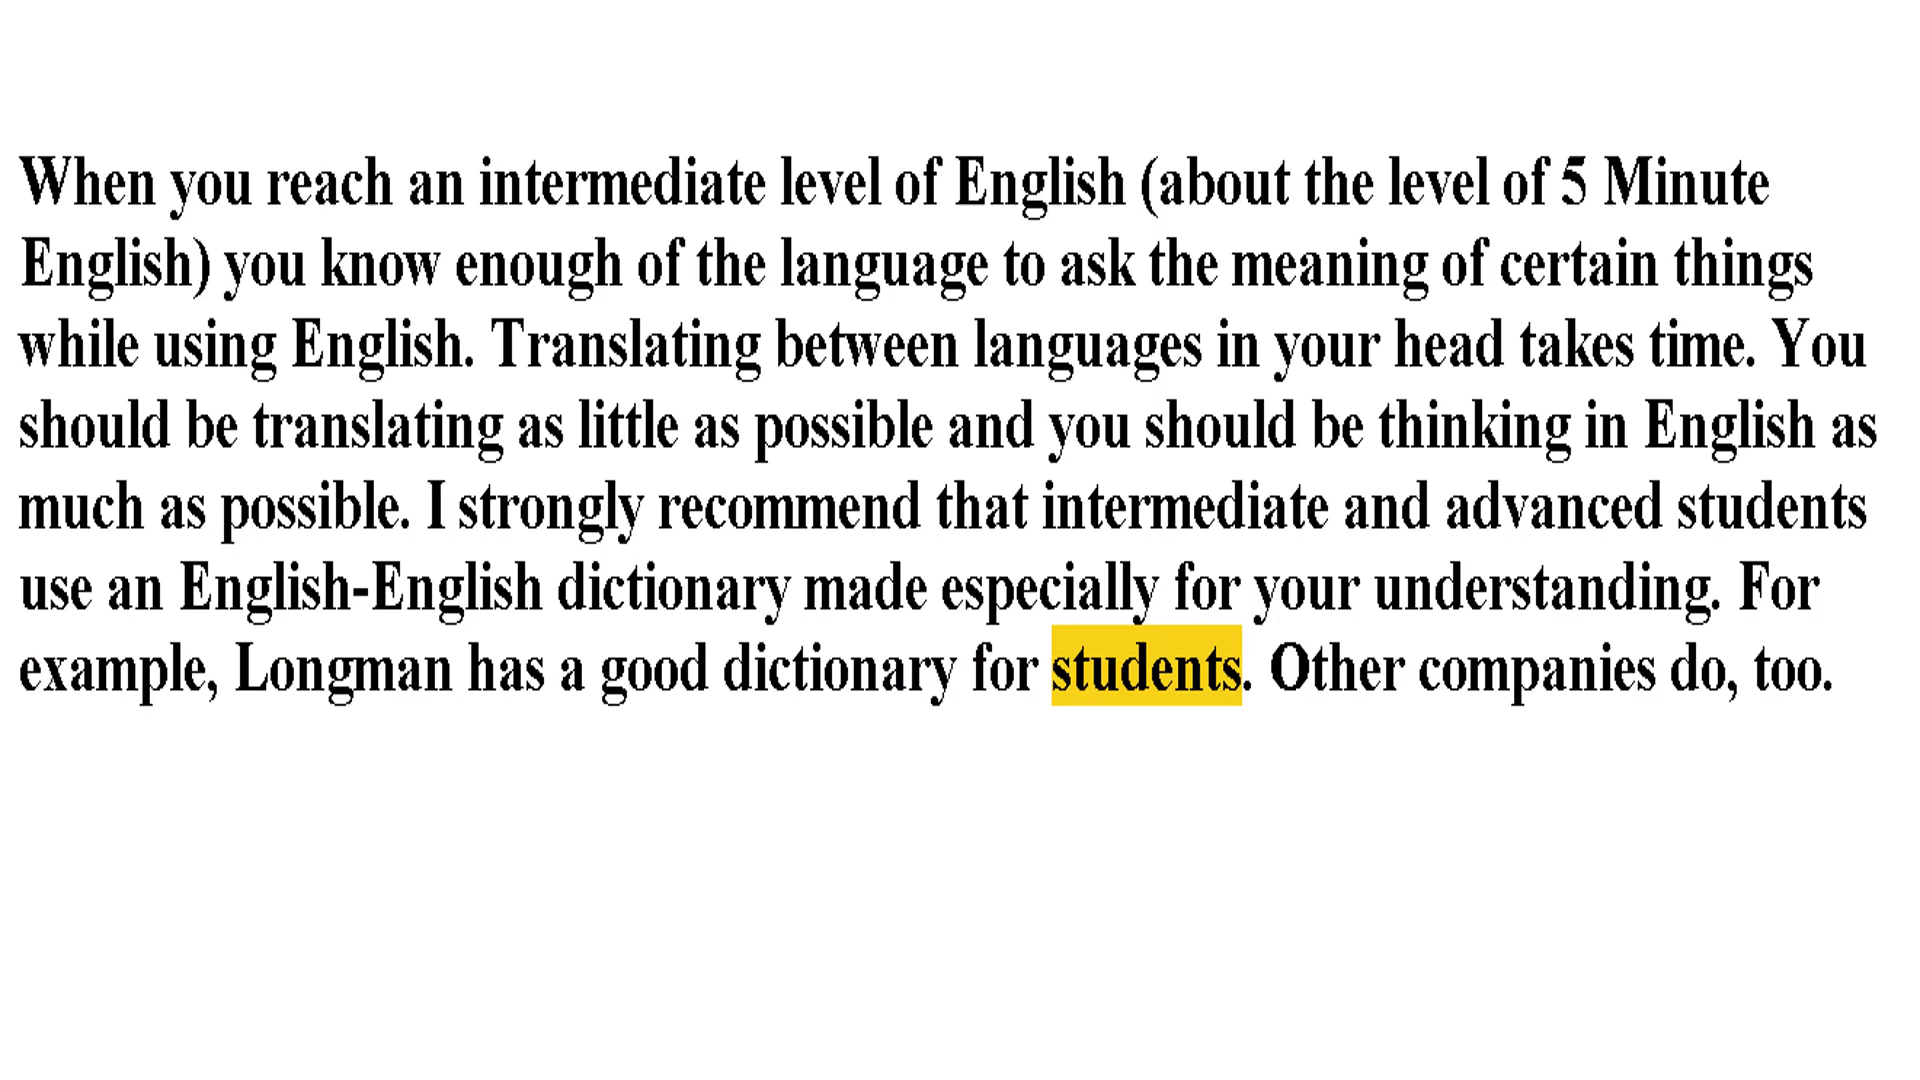 When you reach an intermediate level of English (about the level of 5 Minute
English) you know enough of the language to ask the meaning of certain things
while using English. Translating between languages in your head takes time. You
should be translating as little as possible and you should be thinking in English as
much as possible. I strongly recommend that intermediate and advanced students
use an English-English dictionary made especially for your understanding. For
example, Longman has a good dictionary for students. Other companies do, too.